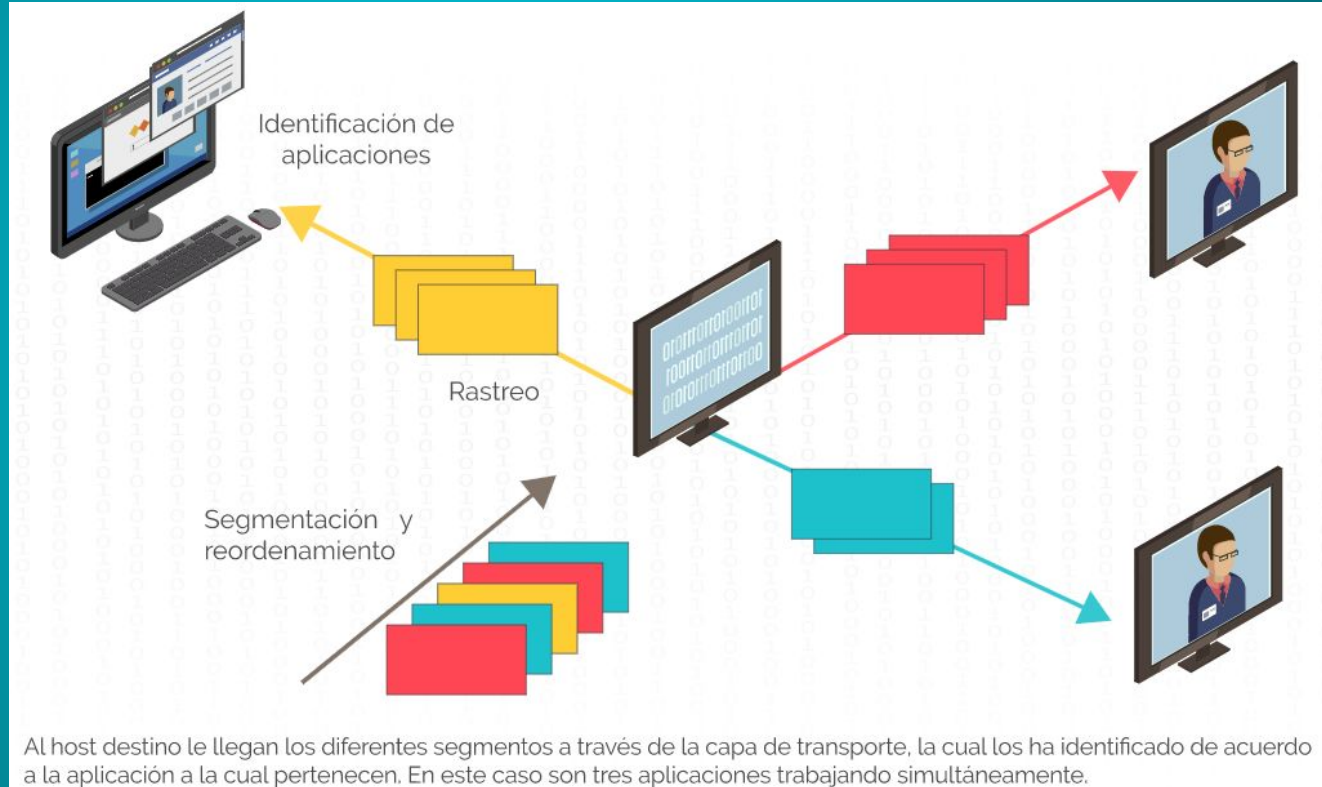 Identificación de
aplicaciones
Rastreo
Segmentación y
reordenamiento
Al host destino le llegan los diferentes segmentos a través de la capa de transporte, la cual los ha identificado de acuerdo
a la aplicación a la cual pertenecen. En este caso son tres aplicaciones trabajando simultáneamente.